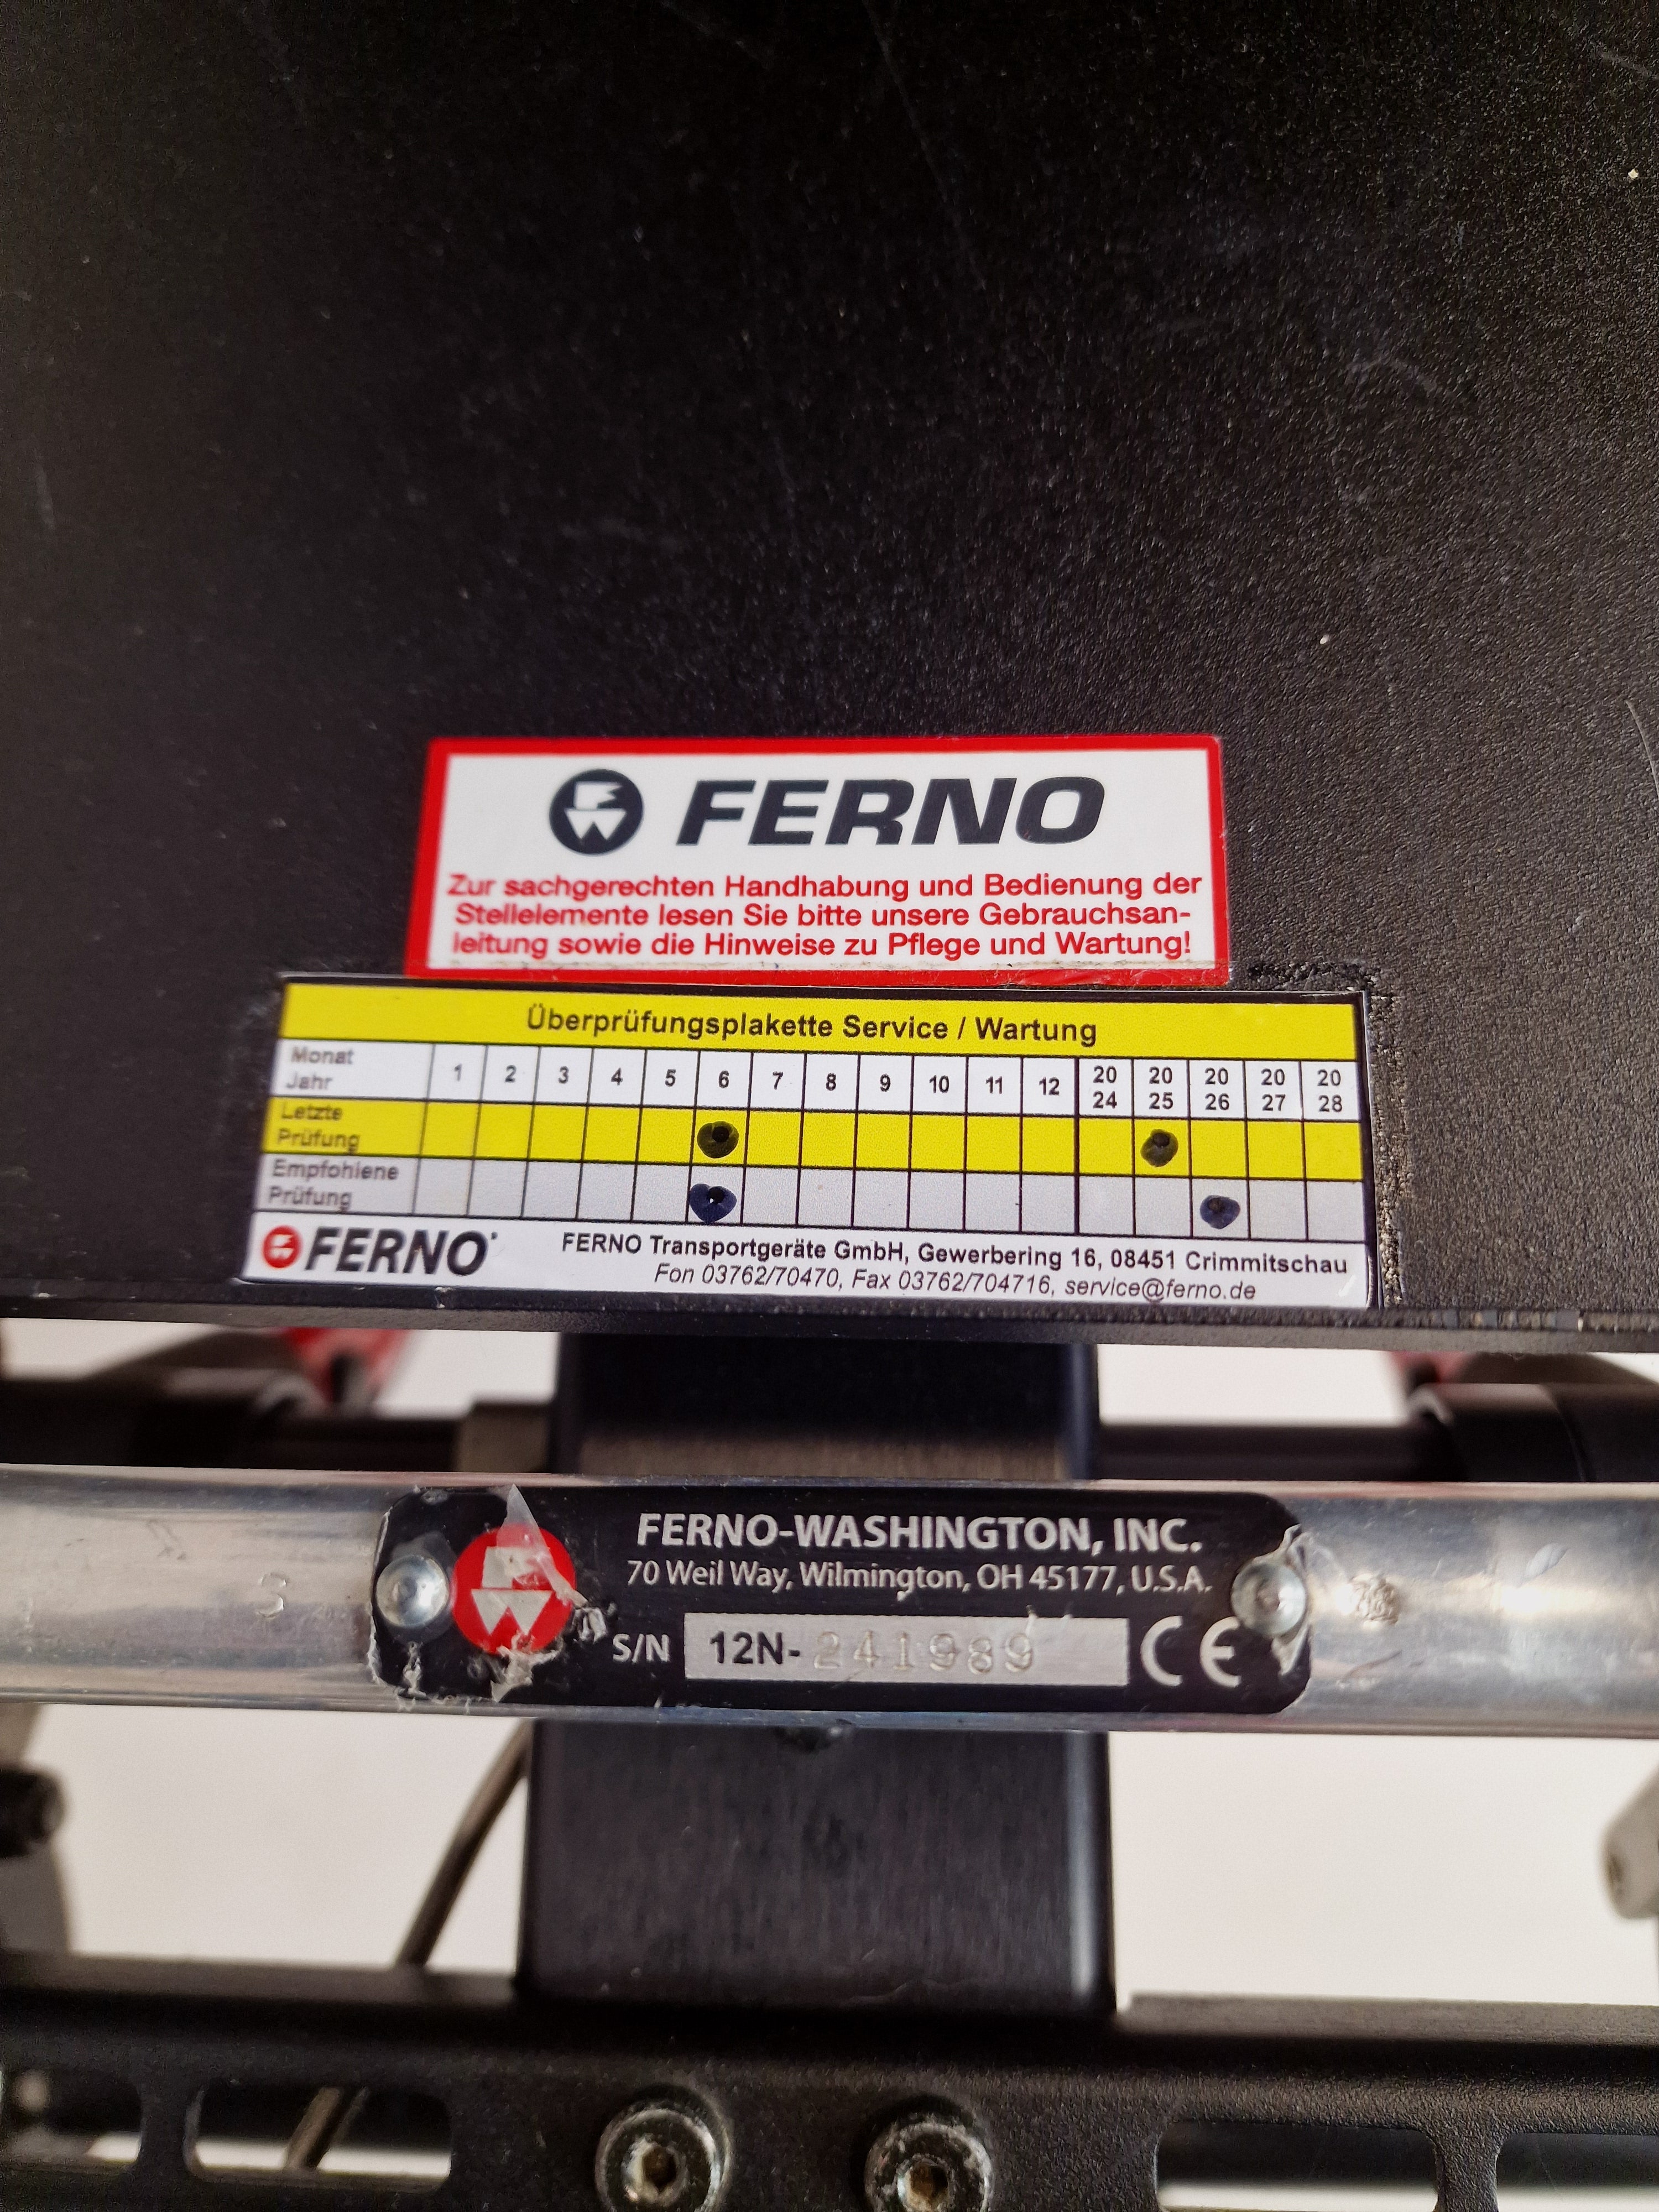 FERNO
Zur sachgerechten Handhabung und Bedienung der
Stellelemente lesen Sie bitte unsere Gebrauchsan-
leitung sowie die Hinweise zu Pflege und Wartung!
Überprüfungsplakette Service / Wartung
Monat
Jahr
1 2 3 4 5 6 7 8 9 10 11 12 20 24 20 25 20 26 20 27 20 28
Letzte
Prüfung
Empfohlene
Prüfung
FERNO
FERNO Transportgeräte GmbH, Gewerbering 16, 08451 Crimmitschau
Fon 03762/70470, Fax 03762/704716, service@ferno.de
FERNO-WASHINGTON, INC.
70 Weil Way, Wilmington, OH 45177, U.S.A.
S/N 12N-241989 CE